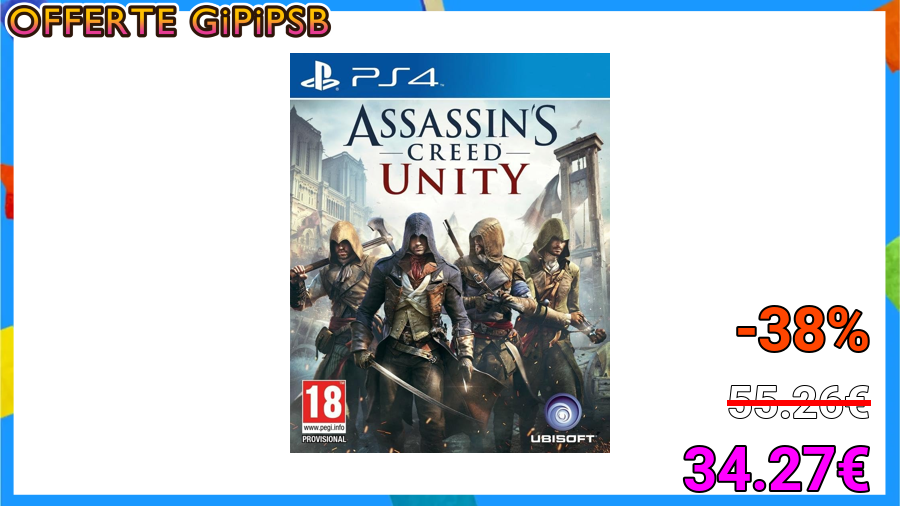 OFFERTE GiPiPSB
PS4
ASSASSIN'S
CREED
UNITY
18
www.pegi.info
PROVISIONAL
UBISOFT
-38%
55.26€
34.27€